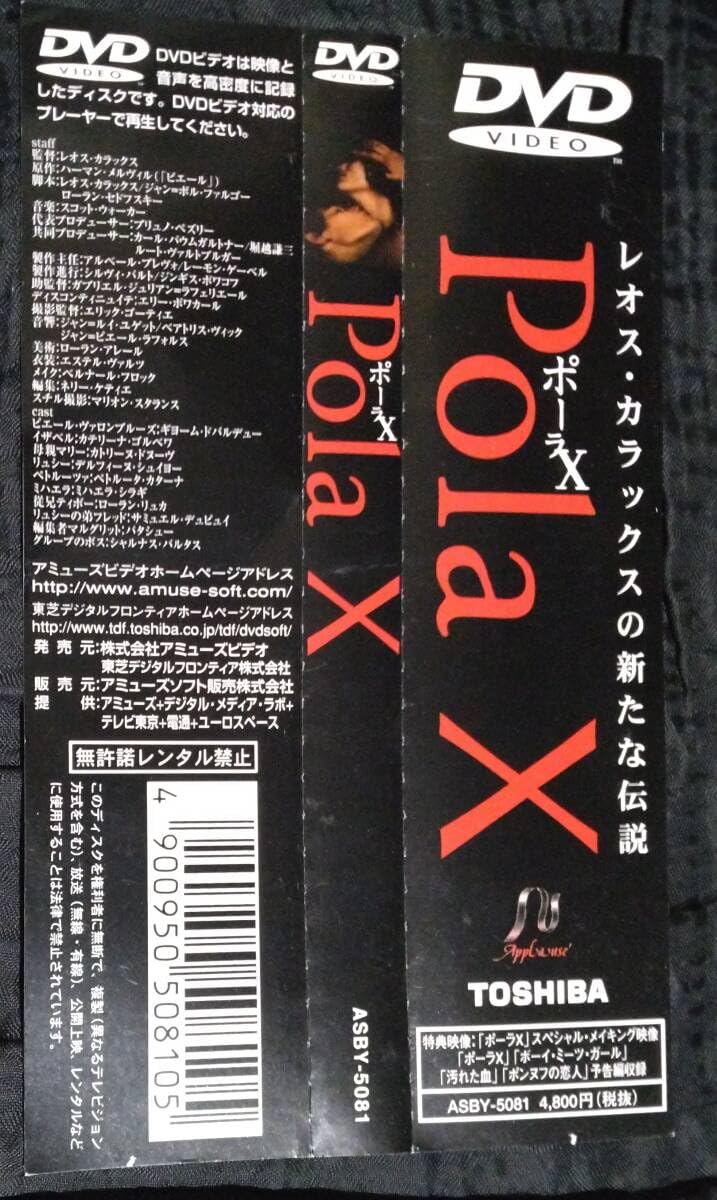 DVD
VIDEO
DVDビデオは映像と
音声を高密度に記録
したディスクです。DVDビデオ対応の
プレーヤーで再生してください。
staff
監督:レオス・カラックス
原作:ハーマン・メルヴィル(「ピエール」)
脚本:レオス・カラックス/ジャン=ポル・ファルゴー
ローラン・セドフスキー
音楽:スコット・ウォーカー
代表プロデューサー:ブリュノ・ペズリー
共同プロデューサー:カール・バウムガルトナー/堀越謙三
ルート・ヴァルトブルガー
製作主任:アルベール・プレヴォ/レーモン・ゲーベル
製作進行:シルヴィ・バルト/ジンギス・ボワコフ
助監督:ガブリエル・ジュリアン=ラフェリエール
ディスコンティニュイテ:エリー・ポワカール
撮影監督:エリック・ゴーティエ
音響:ジャン=ルイ・ユゲット/ベアトリス・ヴィック
ジャン=ピエール・ラフォルス
美術:ローラン・アレール
衣装:エステル・ヴァルツ
メイク:ベルナール・フロック
編集:ネリー・ケティエ
スチル撮影:マリオン・スタランス
cast
ピエール・ヴァロンブルーズ:ギヨーム・ドパルデュー
イザベル:カテリーナ・ゴルベワ
母親マリー:カトリーヌ・ドヌーヴ
リュシー:デルフィーヌ・シュイヨー
ペトルーツァ:ペトルータ・カターナ
ミハエラ:ミハエラ・シラギ
従兄ティボー:ローラン・リュカ
リュシーの弟フレッド:サミュエル・デュピュイ
編集者マルグリット:パタシュー
グループのボス:シャルナス・バルタス
アミューズビデオホームページアドレス
http://www.amuse-soft.com/
東芝デジタルフロンティアホームページアドレス
http://www.tdf.toshiba.co.jp/tdf/dvdsoft/
発売元:株式会社アミューズビデオ
東芝デジタルフロンティア株式会社
販売元:アミューズソフト販売株式会社
提供:アミューズ+デジタル・メディア・ラボ+
テレビ東京+電通+ユーロスペース
無許諾レンタル禁止
このディスクを権利者に無断で、複製(異なるテレビジョン
方式を含む)、放送(無線・有線)、公開上映、レンタルなど
に使用することは法律で禁止されています。
4 900950 508105
DVD
VIDEO
Pola X
ポーラX
ASBY-5081
DVD
VIDEO
TM
Pola X
ポーラX
レオス・カラックスの新たな伝説
Applause
TOSHIBA
特典映像:「ポーラX」スペシャル・メイキング映像
「ポーラX」「ボーイ・ミーツ・ガール」
「汚れた血」「ポンヌフの恋人」予告編収録
ASBY-5081 4,800円(税抜)